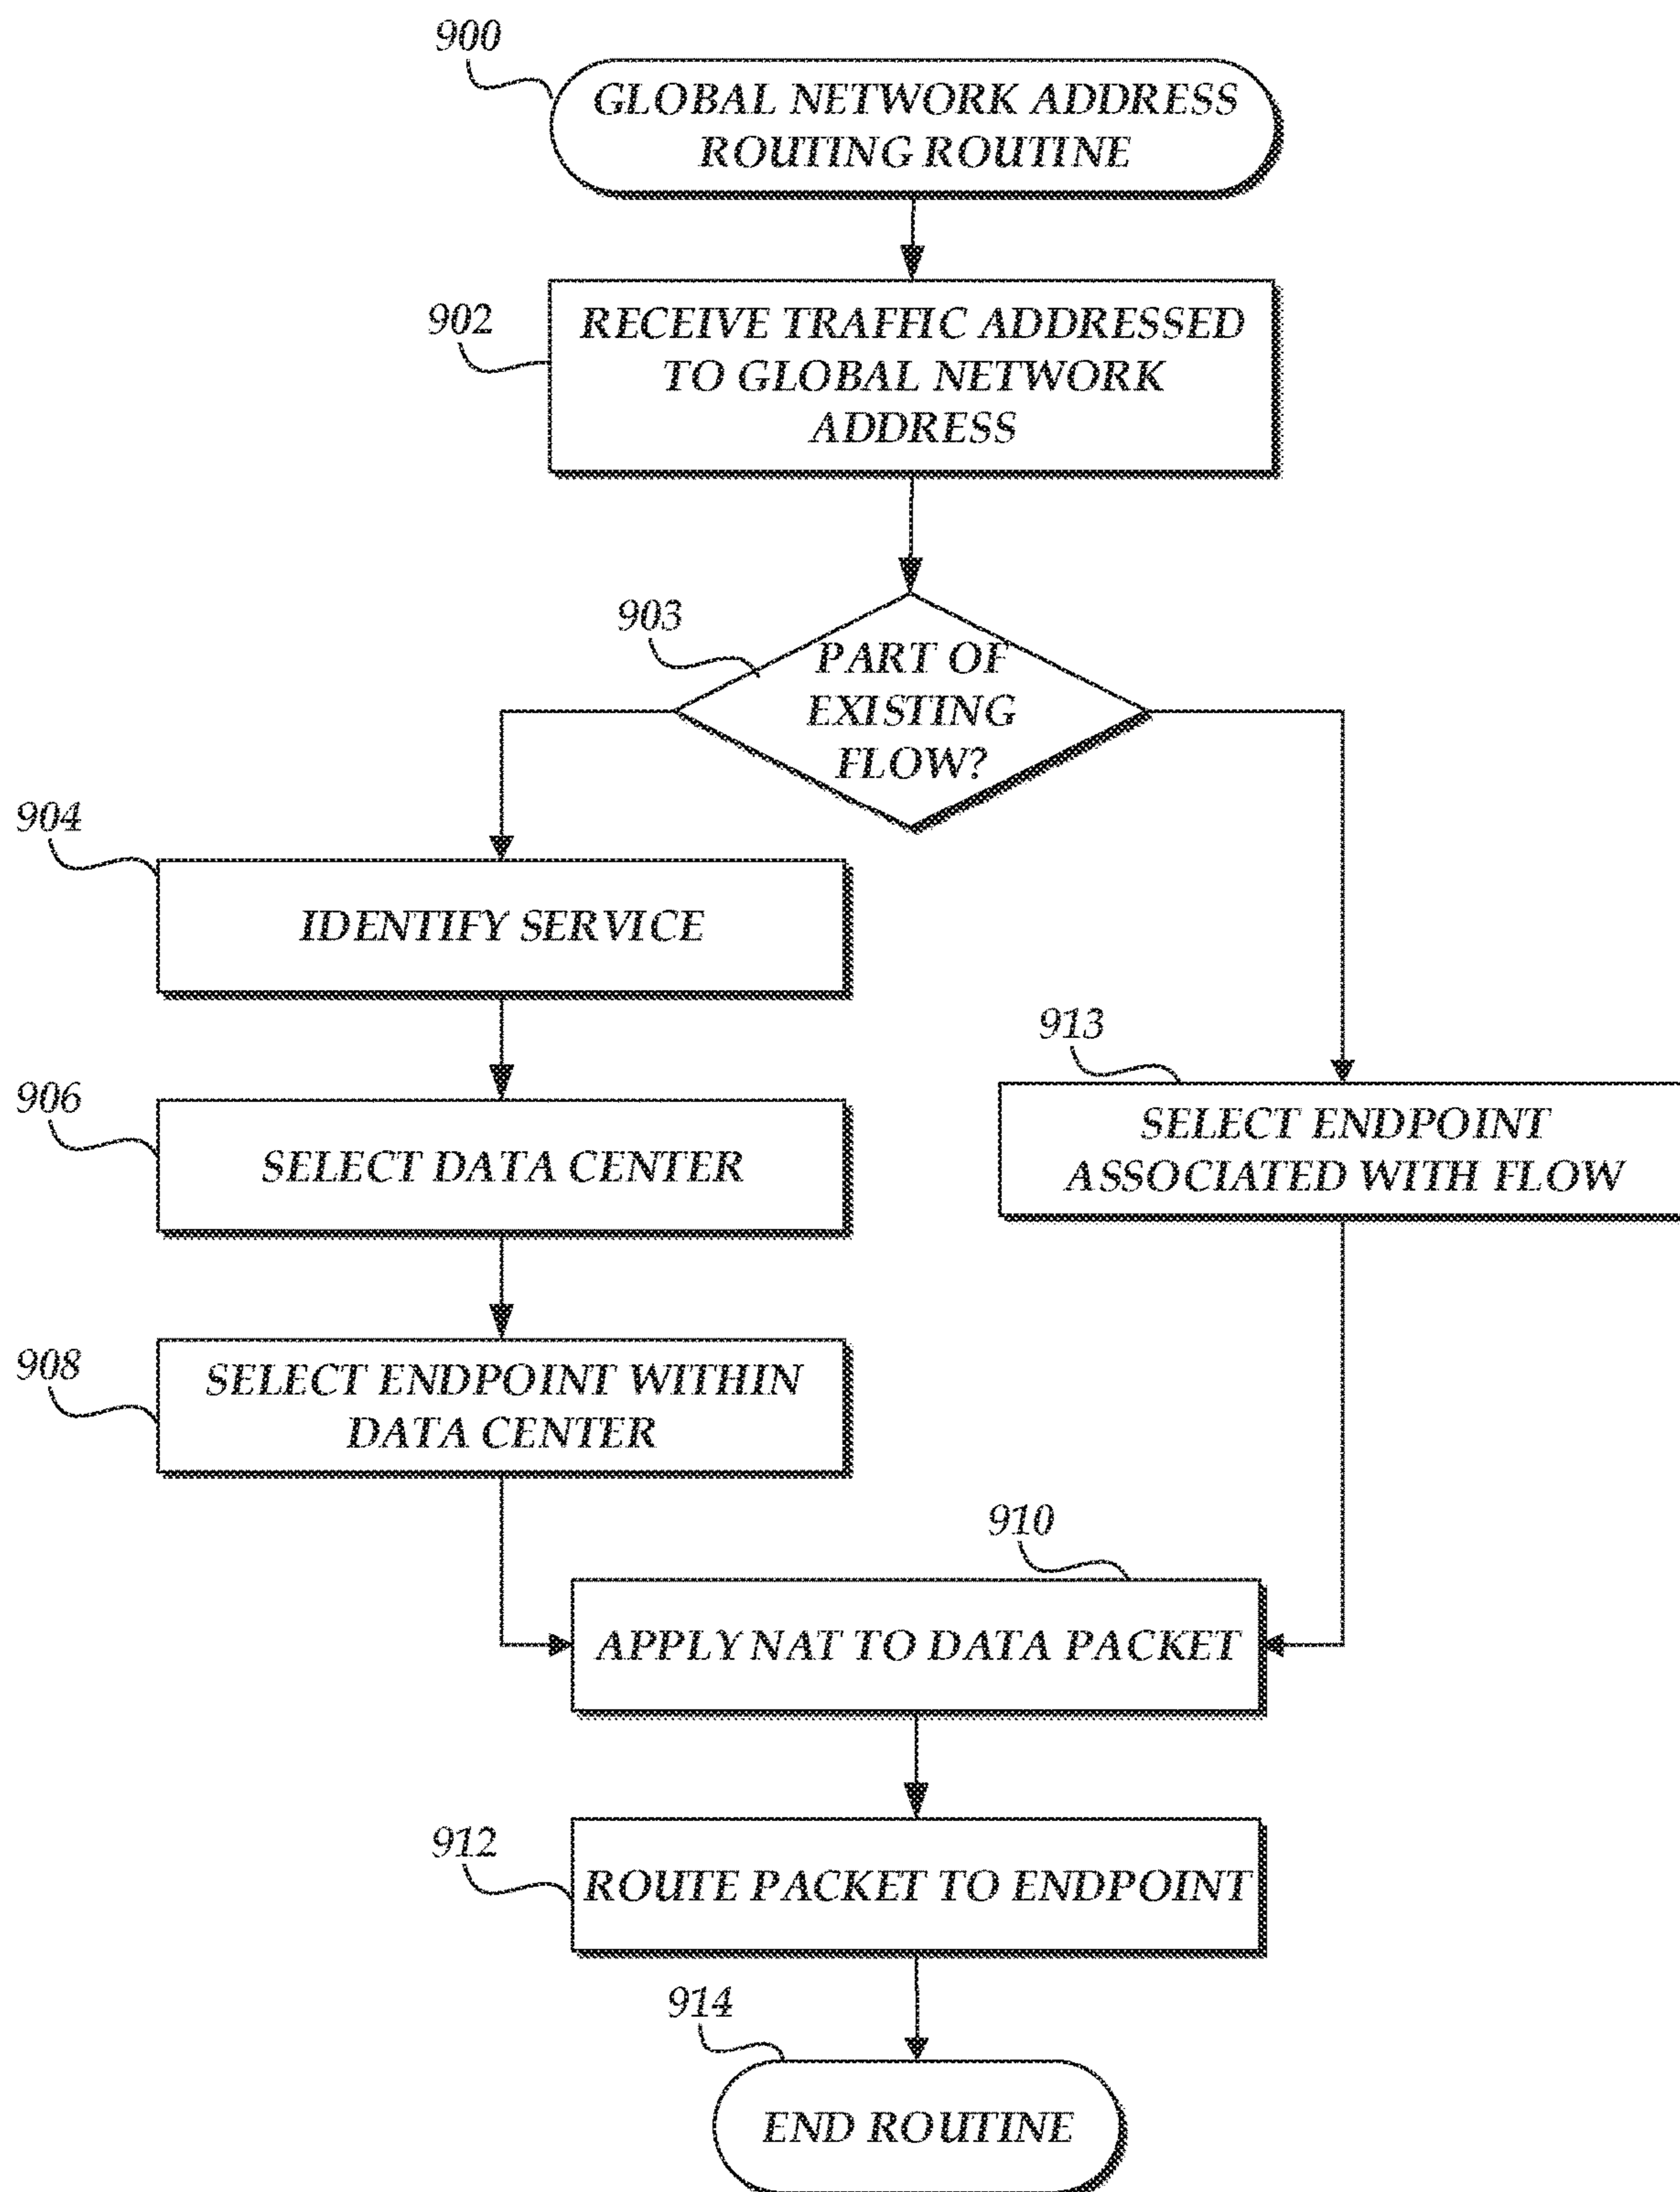 900
GLOBAL NETWORK ADDRESS
ROUTING ROUTINE
902
RECEIVE TRAFFIC ADDRESSED
TO GLOBAL NETWORK
ADDRESS
903
PART OF
EXISTING
FLOW?
904
IDENTIFY SERVICE
906
SELECT DATA CENTER
913
SELECT ENDPOINT
ASSOCIATED WITH FLOW
908
SELECT ENDPOINT WITHIN
DATA CENTER
910
APPLY NAT TO DATA PACKET
912
ROUTE PACKET TO ENDPOINT
914
END ROUTINE